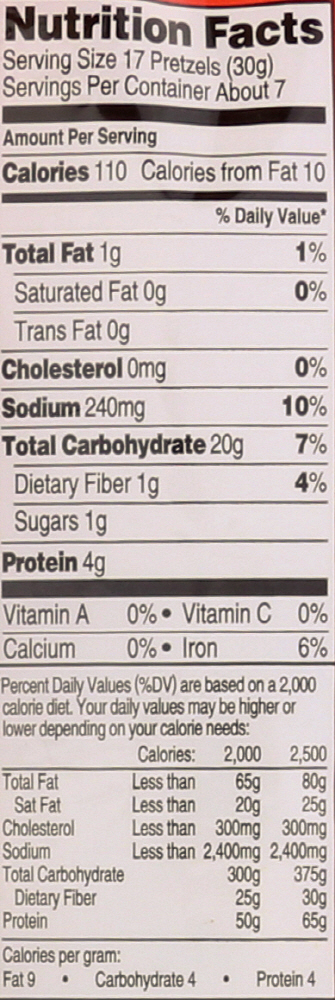 Nutrition Facts
Serving Size 17 Pretzels (30g)
Servings Per Container About 7
Amount Per Serving
Calories 110 Calories from Fat 10
% Daily Value*
Total Fat 1g 1%
Saturated Fat 0g 0%
Trans Fat 0g
Cholesterol 0mg 0%
Sodium 240mg 10%
Total Carbohydrate 20g 7%
Dietary Fiber 1g 4%
Sugars 1g
Protein 4g
Vitamin A 0% • Vitamin C 0%
Calcium 0% • Iron 6%
Percent Daily Values (%DV) are based on a 2,000
calorie diet. Your daily values may be higher or
lower depending on your calorie needs:
Calories: 2,000 2,500
Total Fat Less than 65g 80g
Sat Fat Less than 20g 25g
Cholesterol Less than 300mg 300mg
Sodium Less than 2,400mg 2,400mg
Total Carbohydrate 300g 375g
Dietary Fiber 25g 30g
Protein 50g 65g
Calories per gram:
Fat 9 • Carbohydrate 4 • Protein 4